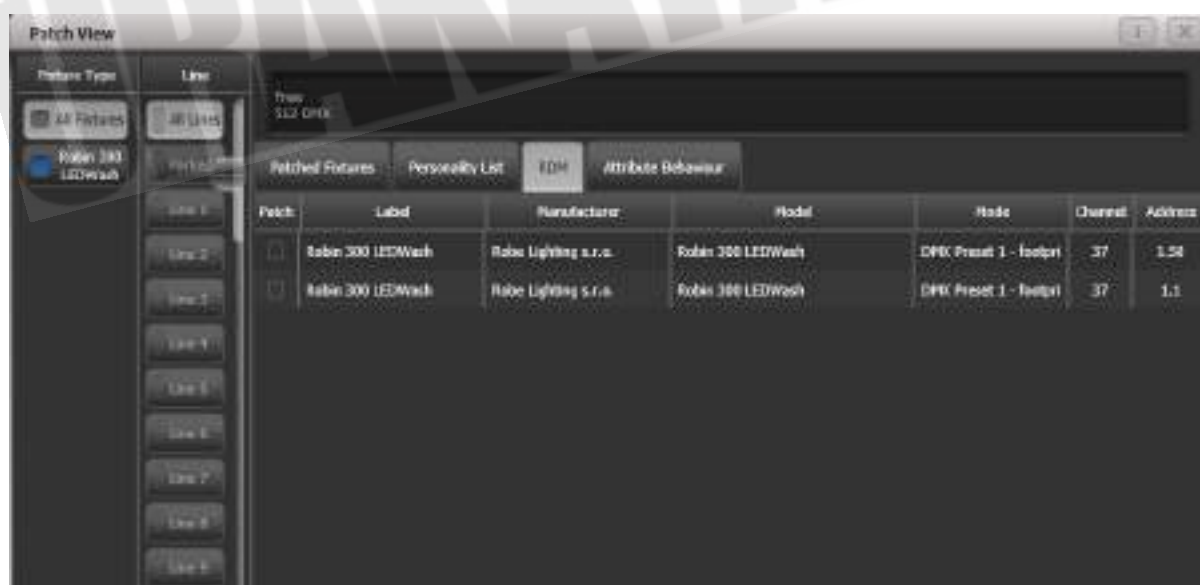 Patch View
Fixture Type
Line
All Fixtures
All Lines
Robin 300
LEDWash
512 DMX
Patched Fixtures
Personality List
RDM
Attribute Behaviour
Line 1
Line 2
Line 3
Line 4
Line 5
Line 6
Line 7
Line 8
Line 9
Patch Label Manufacturer Model Mode Channel Address
Robin 300 LEDWash Robe Lighting s.r.o. Robin 300 LEDWash DMX Preset 1 - footpri 37
Robin 300 LEDWash Robe Lighting s.r.o. Robin 300 LEDWash DMX Preset 1 - footpri 37 1.1